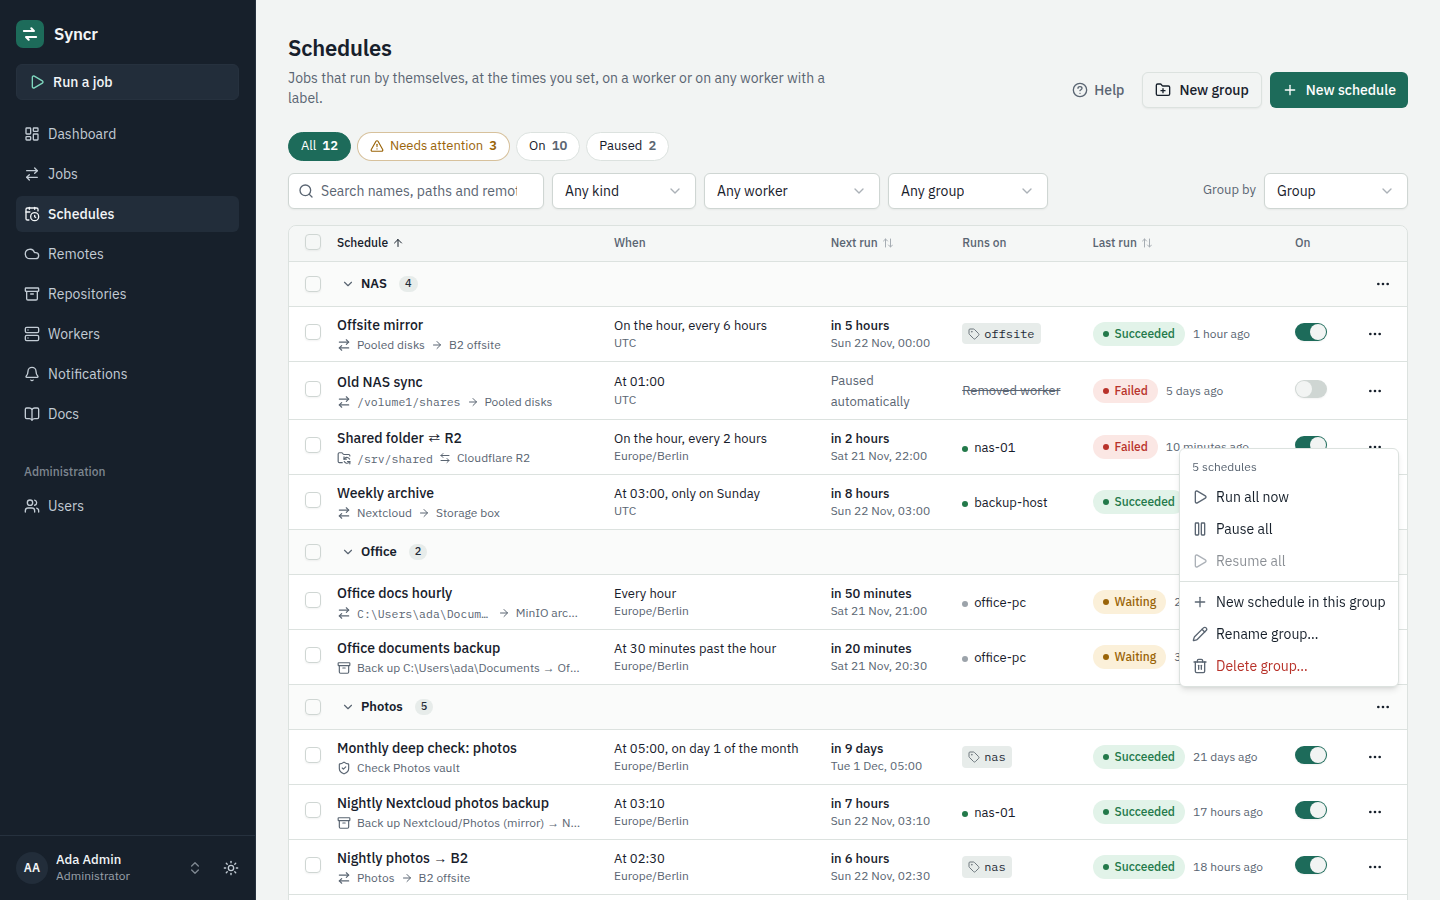 Syncr
Run a job
Dashboard
Jobs
Schedules
Remotes
Repositories
Workers
Notifications
Docs
Administration
Users
AA
Ada Admin
Administrator
Schedules
Jobs that run by themselves, at the times you set, on a worker or on any worker with a
label.
Help
New group
New schedule
All 12
Needs attention 3
On 10
Paused 2
Search names, paths and remot
Any kind
Any worker
Any group
Group by
Group
Schedule When Next run Runs on Last run On
NAS 4
Offsite mirror On the hour, every 6 hours in 5 hours offsite Succeeded 1 hour ago
Pooled disks → B2 offsite UTC Sun 22 Nov, 00:00
Old NAS sync At 01:00 Paused Removed worker Failed 5 days ago
/volume1/shares → Pooled disks UTC automatically
Shared folder ⇄ R2 On the hour, every 2 hours in 2 hours nas-01 Failed 10 minutes ago
/srv/shared ⇆ Cloudflare R2 Europe/Berlin Sat 21 Nov, 22:00
Weekly archive At 03:00, only on Sunday in 8 hours backup-host Succeeded
Nextcloud → Storage box UTC Sun 22 Nov, 03:00
Office 2
Office docs hourly Every hour in 50 minutes office-pc Waiting
C:\Users\ada\Docum… → MinIO arc… Europe/Berlin Sat 21 Nov, 21:00
Office documents backup At 30 minutes past the hour in 20 minutes office-pc Waiting
Back up C:\Users\ada\Documents → Of… Europe/Berlin Sat 21 Nov, 20:30
5 schedules
Run all now
Pause all
Resume all
New schedule in this group
Rename group…
Delete group…
Photos 5
Monthly deep check: photos At 05:00, on day 1 of the month in 9 days nas Succeeded 21 days ago
Check Photos vault Europe/Berlin Tue 1 Dec, 05:00
Nightly Nextcloud photos backup At 03:10 in 7 hours nas-01 Succeeded 17 hours ago
Back up Nextcloud/Photos (mirror) → N… Europe/Berlin Sun 22 Nov, 03:10
Nightly photos → B2 At 02:30 in 6 hours nas Succeeded 18 hours ago
Photos → B2 offsite Europe/Berlin Sun 22 Nov, 02:30